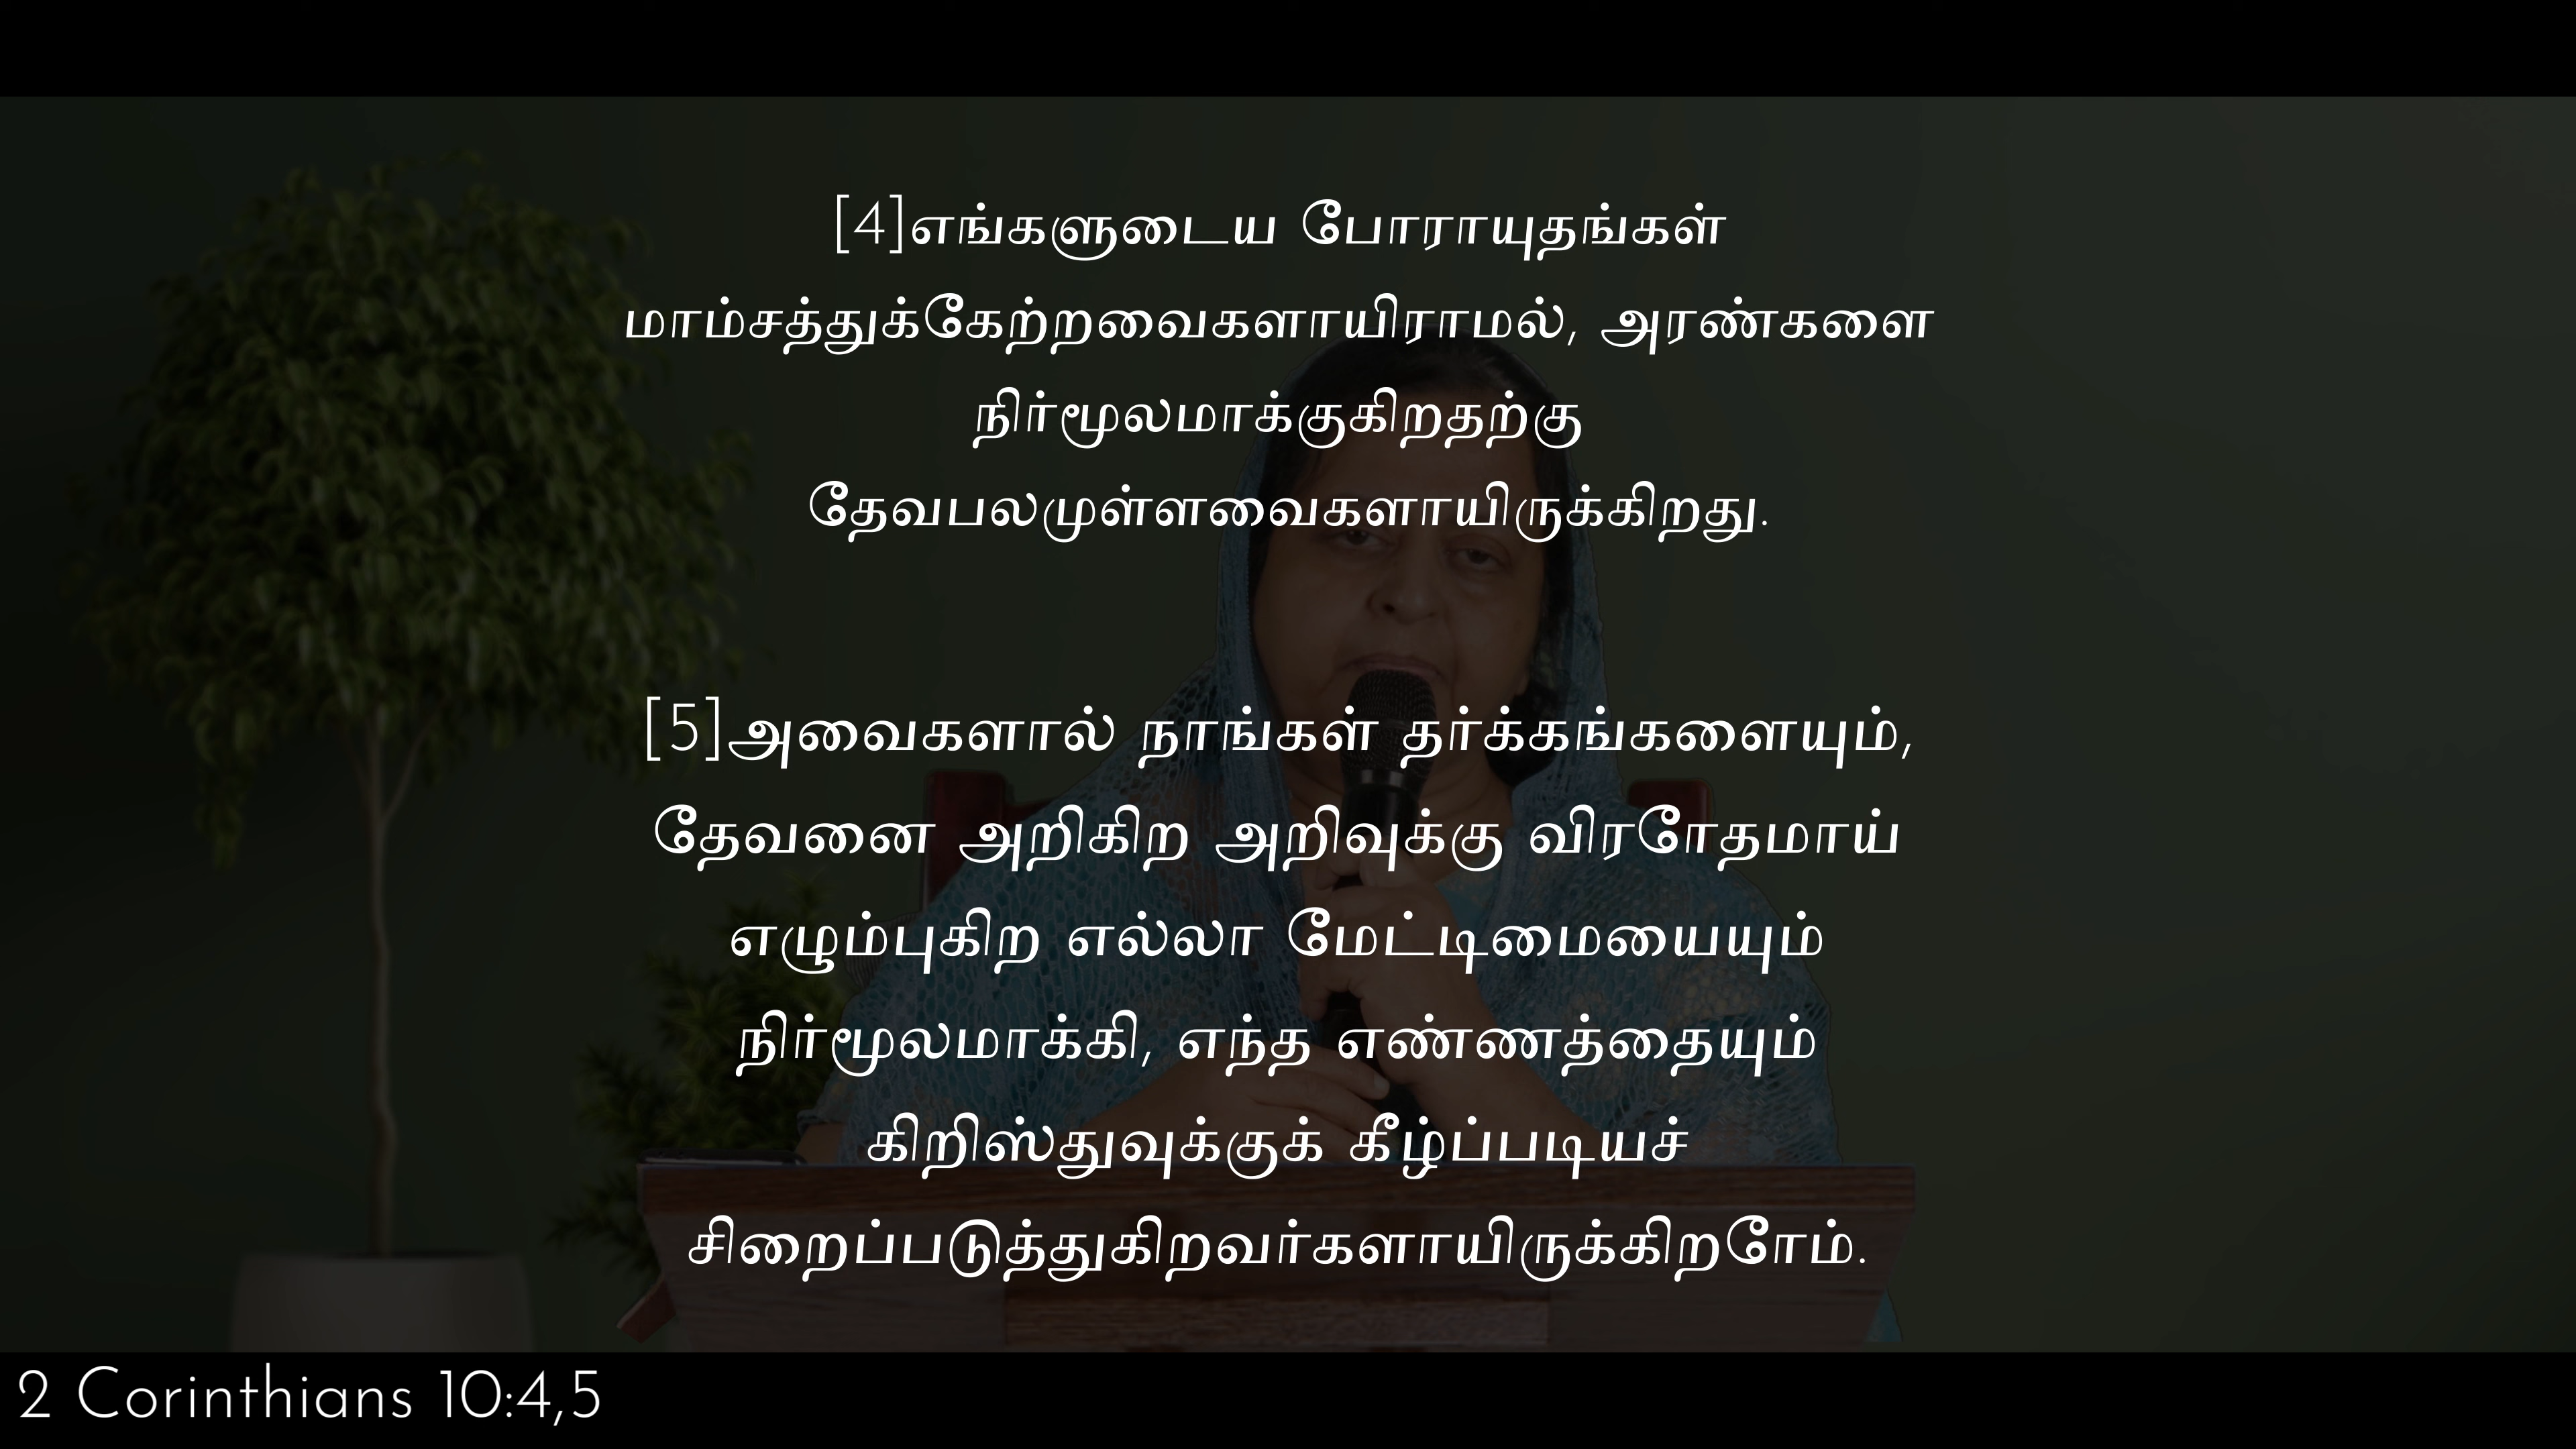 [4]எங்களுடைய போராயுதங்கள்
மாம்சத்துக்கேற்றவைகளாயிராமல், அரண்களை
நிர்மூலமாக்குகிறதற்கு
தேவபலமுள்ளவைகளாயிருக்கிறது.
[5]அவைகளால் நாங்கள் தர்க்கங்களையும்,
தேவனை அறிகிற அறிவுக்கு விரோதமாய்
எழும்புகிற எல்லா மேட்டிமையையும்
நிர்மூலமாக்கி, எந்த எண்ணத்தையும்
கிறிஸ்துவுக்குக் கீழ்ப்படியச்
சிறைப்படுத்துகிறவர்களாயிருக்கிறோம்.
2 Corinthians 10:4,5